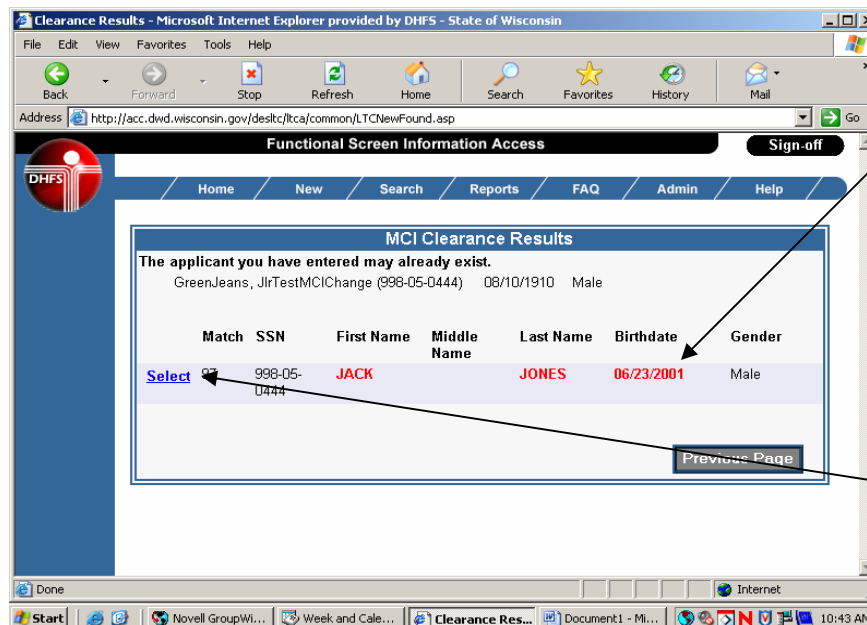 Clearance Results - Microsoft Internet Explorer provided by DHFS - State of Wisconsin
File Edit View Favorites Tools Help
Back Forward Stop Refresh Home Search Favorites History Mail
Address http://acc.dwd.wisconsin.gov/desltc/ltca/common/LTCNewFound.asp Go
Functional Screen Information Access Sign-off
DHFS
Home New Search Reports FAQ Admin Help
MCI Clearance Results
The applicant you have entered may already exist.
GreenJeans, JlrTestMCIChange (998-05-0444) 08/10/1910 Male
Match SSN First Name Middle Name Last Name Birthdate Gender
Select 97 998-05-0444 JACK JONES 06/23/2001 Male
Previous Page
Done Internet
Start Novell GroupWi... Week and Cale... Clearance Res... Document1 - Mi... 10:43 A